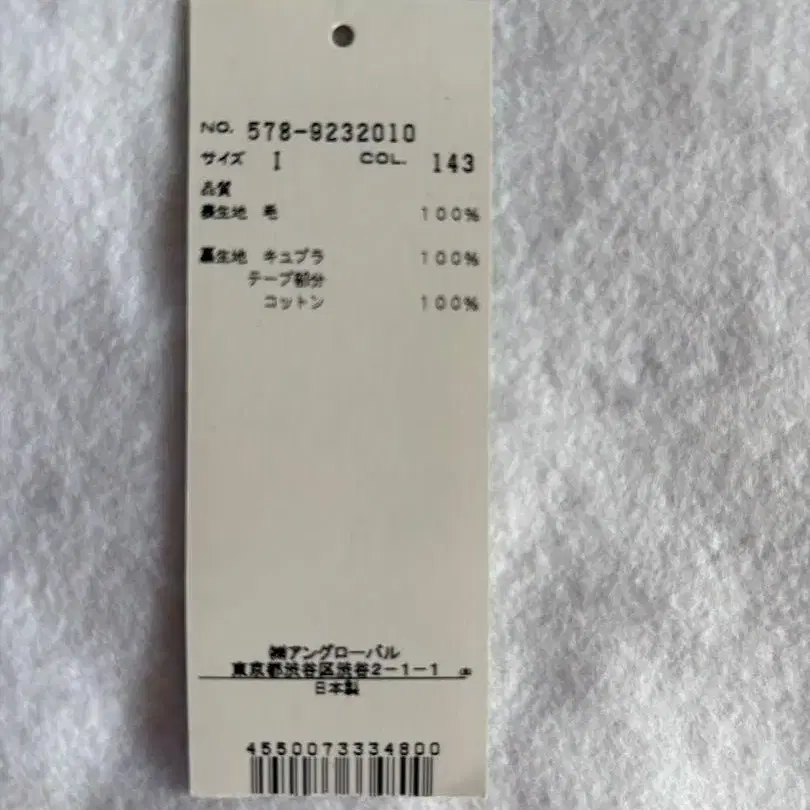 NO. 578-9232010
サイズ I COL. 143
品質
表生地 毛 100%
裏生地 キュプラ 100%
テープ部分
コットン 100%
㈱アングローバル
東京都渋谷区渋谷2-1-1
日本製
4550073334800